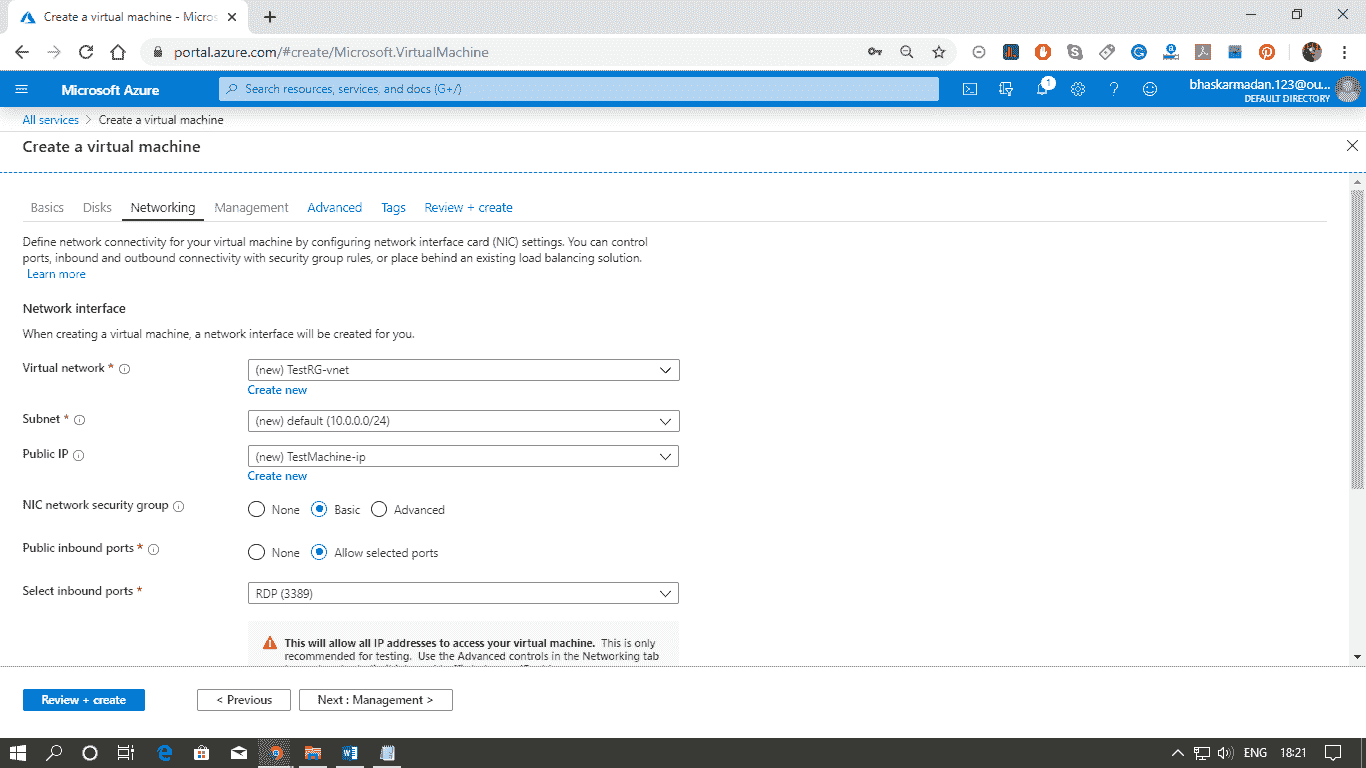 Create a virtual machine - Micros
portal.azure.com/#create/Microsoft.VirtualMachine
Microsoft Azure
Search resources, services, and docs (G+/)
1
bhaskarmadan.123@ou...
DEFAULT DIRECTORY
All services > Create a virtual machine
Create a virtual machine
Basics Disks Networking Management Advanced Tags Review + create
Define network connectivity for your virtual machine by configuring network interface card (NIC) settings. You can control
ports, inbound and outbound connectivity with security group rules, or place behind an existing load balancing solution.
Learn more
Network interface
When creating a virtual machine, a network interface will be created for you.
Virtual network * (new) TestRG-vnet
Create new
Subnet * (new) default (10.0.0.0/24)
Public IP (new) TestMachine-ip
Create new
NIC network security group None Basic Advanced
Public inbound ports * None Allow selected ports
Select inbound ports * RDP (3389)
This will allow all IP addresses to access your virtual machine. This is only
recommended for testing. Use the Advanced controls in the Networking tab
Review + create < Previous Next : Management >
ENG 18:21